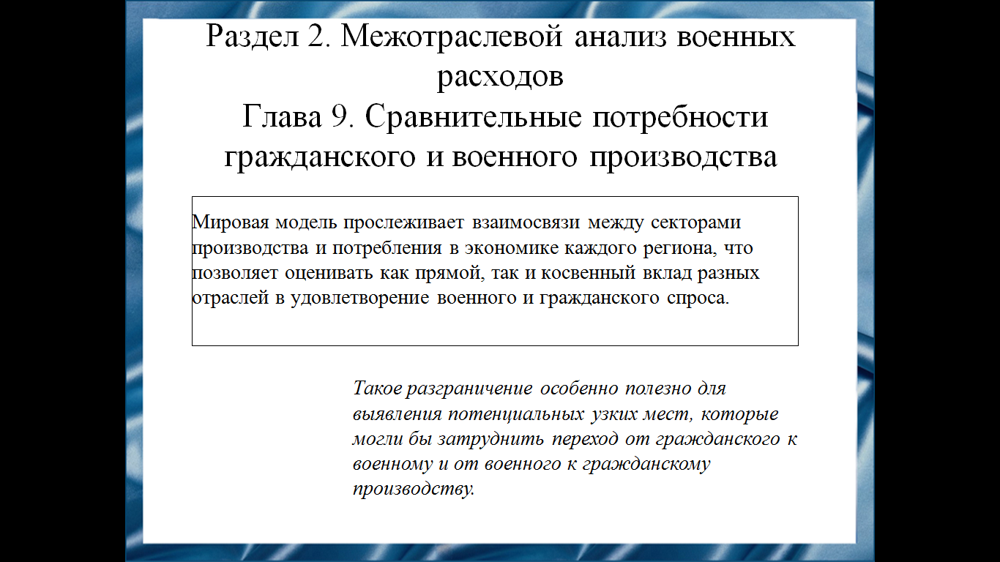 Раздел 2. Межотраслевой анализ военных
расходов
Глава 9. Сравнительные потребности
гражданского и военного производства
Мировая модель прослеживает взаимосвязи между секторами
производства и потребления в экономике каждого региона, что
позволяет оценивать как прямой, так и косвенный вклад разных
отраслей в удовлетворение военного и гражданского спроса.
Такое разграничение особенно полезно для
выявления потенциальных узких мест, которые
могли бы затруднить переход от гражданского к
военному и от военного к гражданскому
производству.